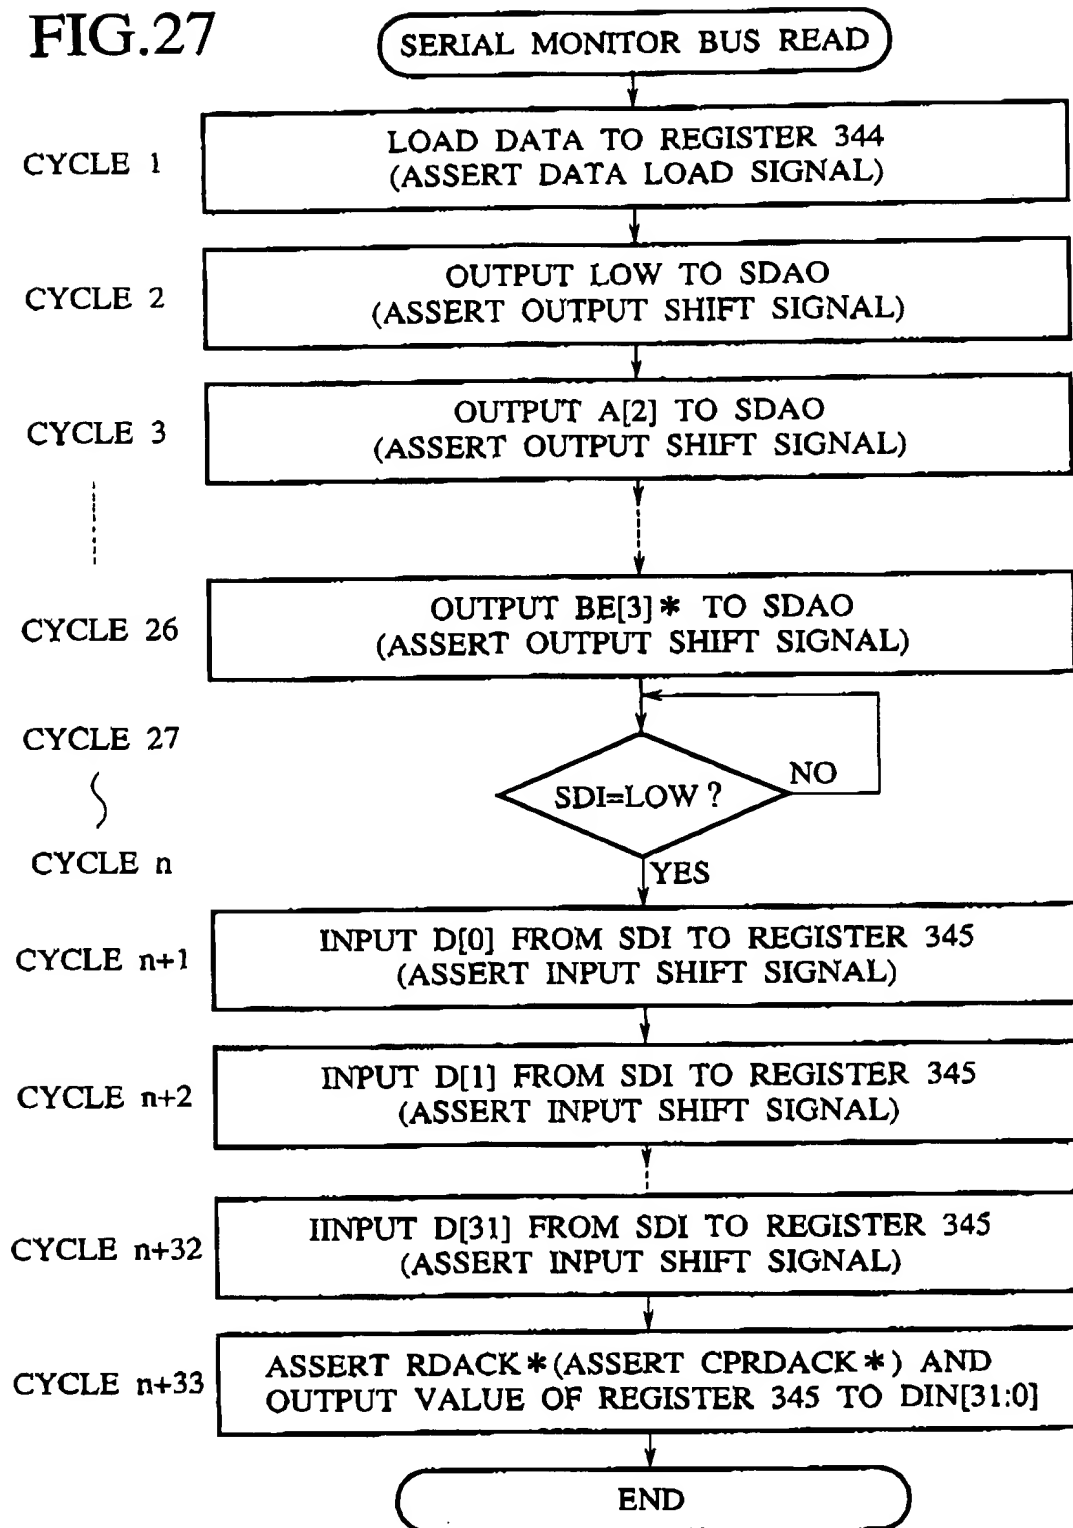 FIG.27
SERIAL MONITOR BUS READ
CYCLE 1
LOAD DATA TO REGISTER 344
(ASSERT DATA LOAD SIGNAL)
CYCLE 2
OUTPUT LOW TO SDAO
(ASSERT OUTPUT SHIFT SIGNAL)
CYCLE 3
OUTPUT A[2] TO SDAO
(ASSERT OUTPUT SHIFT SIGNAL)
CYCLE 26
OUTPUT BE[3]* TO SDAO
(ASSERT OUTPUT SHIFT SIGNAL)
CYCLE 27
SDI=LOW ?
NO
CYCLE n
YES
CYCLE n+1
INPUT D[0] FROM SDI TO REGISTER 345
(ASSERT INPUT SHIFT SIGNAL)
CYCLE n+2
INPUT D[1] FROM SDI TO REGISTER 345
(ASSERT INPUT SHIFT SIGNAL)
CYCLE n+32
IINPUT D[31] FROM SDI TO REGISTER 345
(ASSERT INPUT SHIFT SIGNAL)
CYCLE n+33
ASSERT RDACK*(ASSERT CPRDACK*) AND
OUTPUT VALUE OF REGISTER 345 TO DIN[31:0]
END